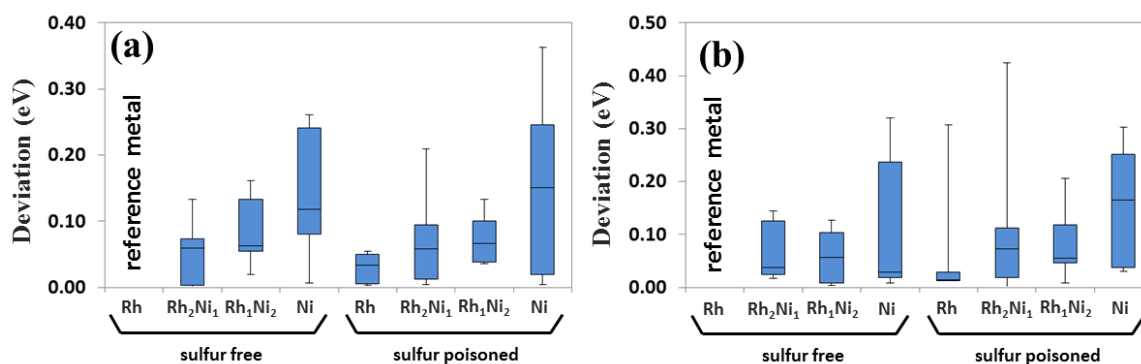 (a)
Deviation (eV)
0.40
0.30
0.20
0.10
0.00
reference metal
Rh Rh₂Ni₁ Rh₁Ni₂ Ni Rh Rh₂Ni₁ Rh₁Ni₂ Ni
sulfur free sulfur poisoned
(b)
Deviation (eV)
0.50
0.40
0.30
0.20
0.10
0.00
reference metal
Rh Rh₂Ni₁ Rh₁Ni₂ Ni Rh Rh₂Ni₁ Rh₁Ni₂ Ni
sulfur free sulfur poisoned